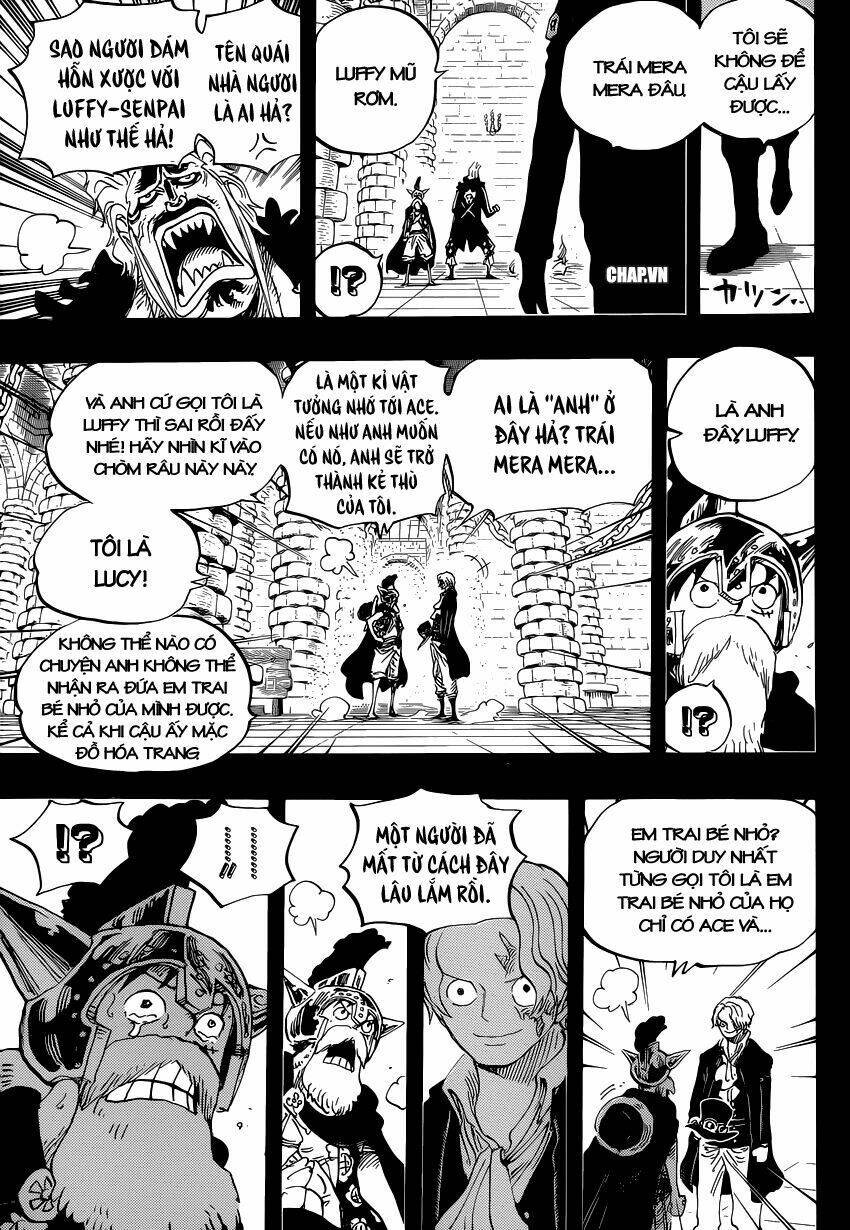 TÔI SẼ
KHÔNG ĐỂ
CẬU LẤY
ĐƯỢC...
TRÁI MERA
MERA ĐÂU.
LUFFY MŨ
RƠM.
!?
CHAP.VN
カツン..
TÊN QUÁI
NHÀ NGƯỜI
LÀ AI HẢ?
SAO NGƯỜI DÁM
HỖN XƯỢC VỚI
LUFFY-SENPAI
NHƯ THẾ HẢ!
LÀ ANH
ĐÂY, LUFFY.
!?
AI LÀ "ANH" Ở
ĐÂY HẢ? TRÁI
MERA MERA...
LÀ MỘT KỈ VẬT
TƯỞNG NHỚ TỚI ACE.
NẾU NHƯ ANH MUỐN
CÓ NÓ, ANH SẼ TRỞ
THÀNH KẺ THÙ
CỦA TÔI.
VÀ ANH CỨ GỌI TÔI LÀ
LUFFY THÌ SAI RỒI ĐẤY
NHÉ! HÃY NHÌN KĨ VÀO
CHÒM RÂU NÀY NÀY.
TÔI LÀ
LUCY!
KHÔNG THỂ NÀO CÓ
CHUYỆN ANH KHÔNG THỂ
NHẬN RA ĐỨA EM TRAI
BÉ NHỎ CỦA MÌNH ĐƯỢC.
KỂ CẢ KHI CẬU ẤY MẶC
ĐỒ HÓA TRANG
EM TRAI BÉ NHỎ?
NGƯỜI DUY NHẤT
TỪNG GỌI TÔI LÀ EM
TRAI BÉ NHỎ CỦA HỌ
CHỈ CÓ ACE VÀ...
MỘT NGƯỜI ĐÃ
MẤT TỪ CÁCH ĐÂY
LÂU LẮM RỒI.
!?